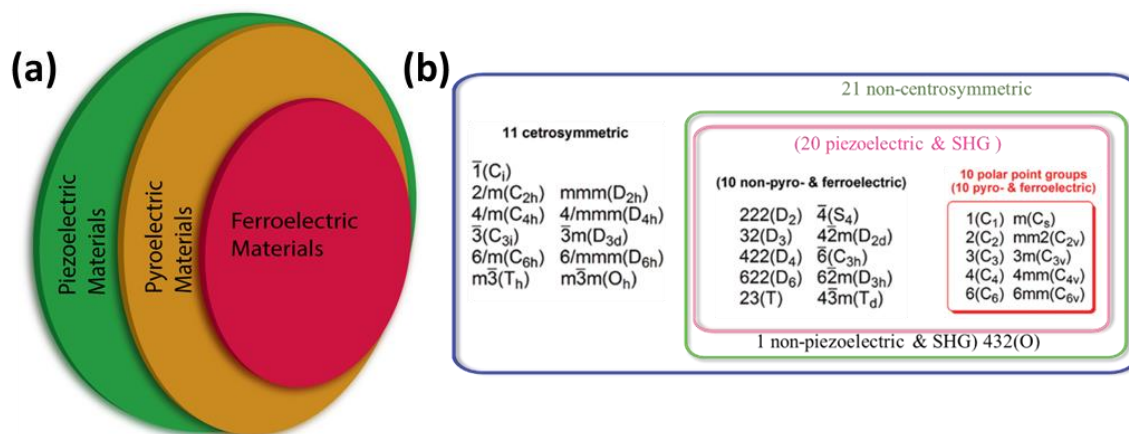 (a)
Piezoelectric
Materials
Pyroelectric
Materials
Ferroelectric
Materials
(b)
21 non-centrosymmetric
11 cetrosymmetric
1̅(Cᵢ)
2/m(C₂ₕ) mmm(D₂ₕ)
4/m(C₄ₕ) 4/mmm(D₄ₕ)
3̅(C₃ᵢ) 3̅m(D₃d)
6/m(C₆ₕ) 6/mmm(D₆ₕ)
m3̅(Tₕ) m3̅m(Oₕ)
(20 piezoelectric & SHG )
(10 non-pyro- & ferroelectric)
222(D₂) 4̅(S₄)
32(D₃) 4̅2m(D₂d)
422(D₄) 6̅(C₃ₕ)
622(D₆) 6̅2m(D₃ₕ)
23(T) 4̅3m(Td)
10 polar point groups
(10 pyro- & ferroelectric)
1(C₁) m(Cₛ)
2(C₂) mm2(C₂ᵥ)
3(C₃) 3m(C₃ᵥ)
4(C₄) 4mm(C₄ᵥ)
6(C₆) 6mm(C₆ᵥ)
1 non-piezoelectric & SHG) 432(O)